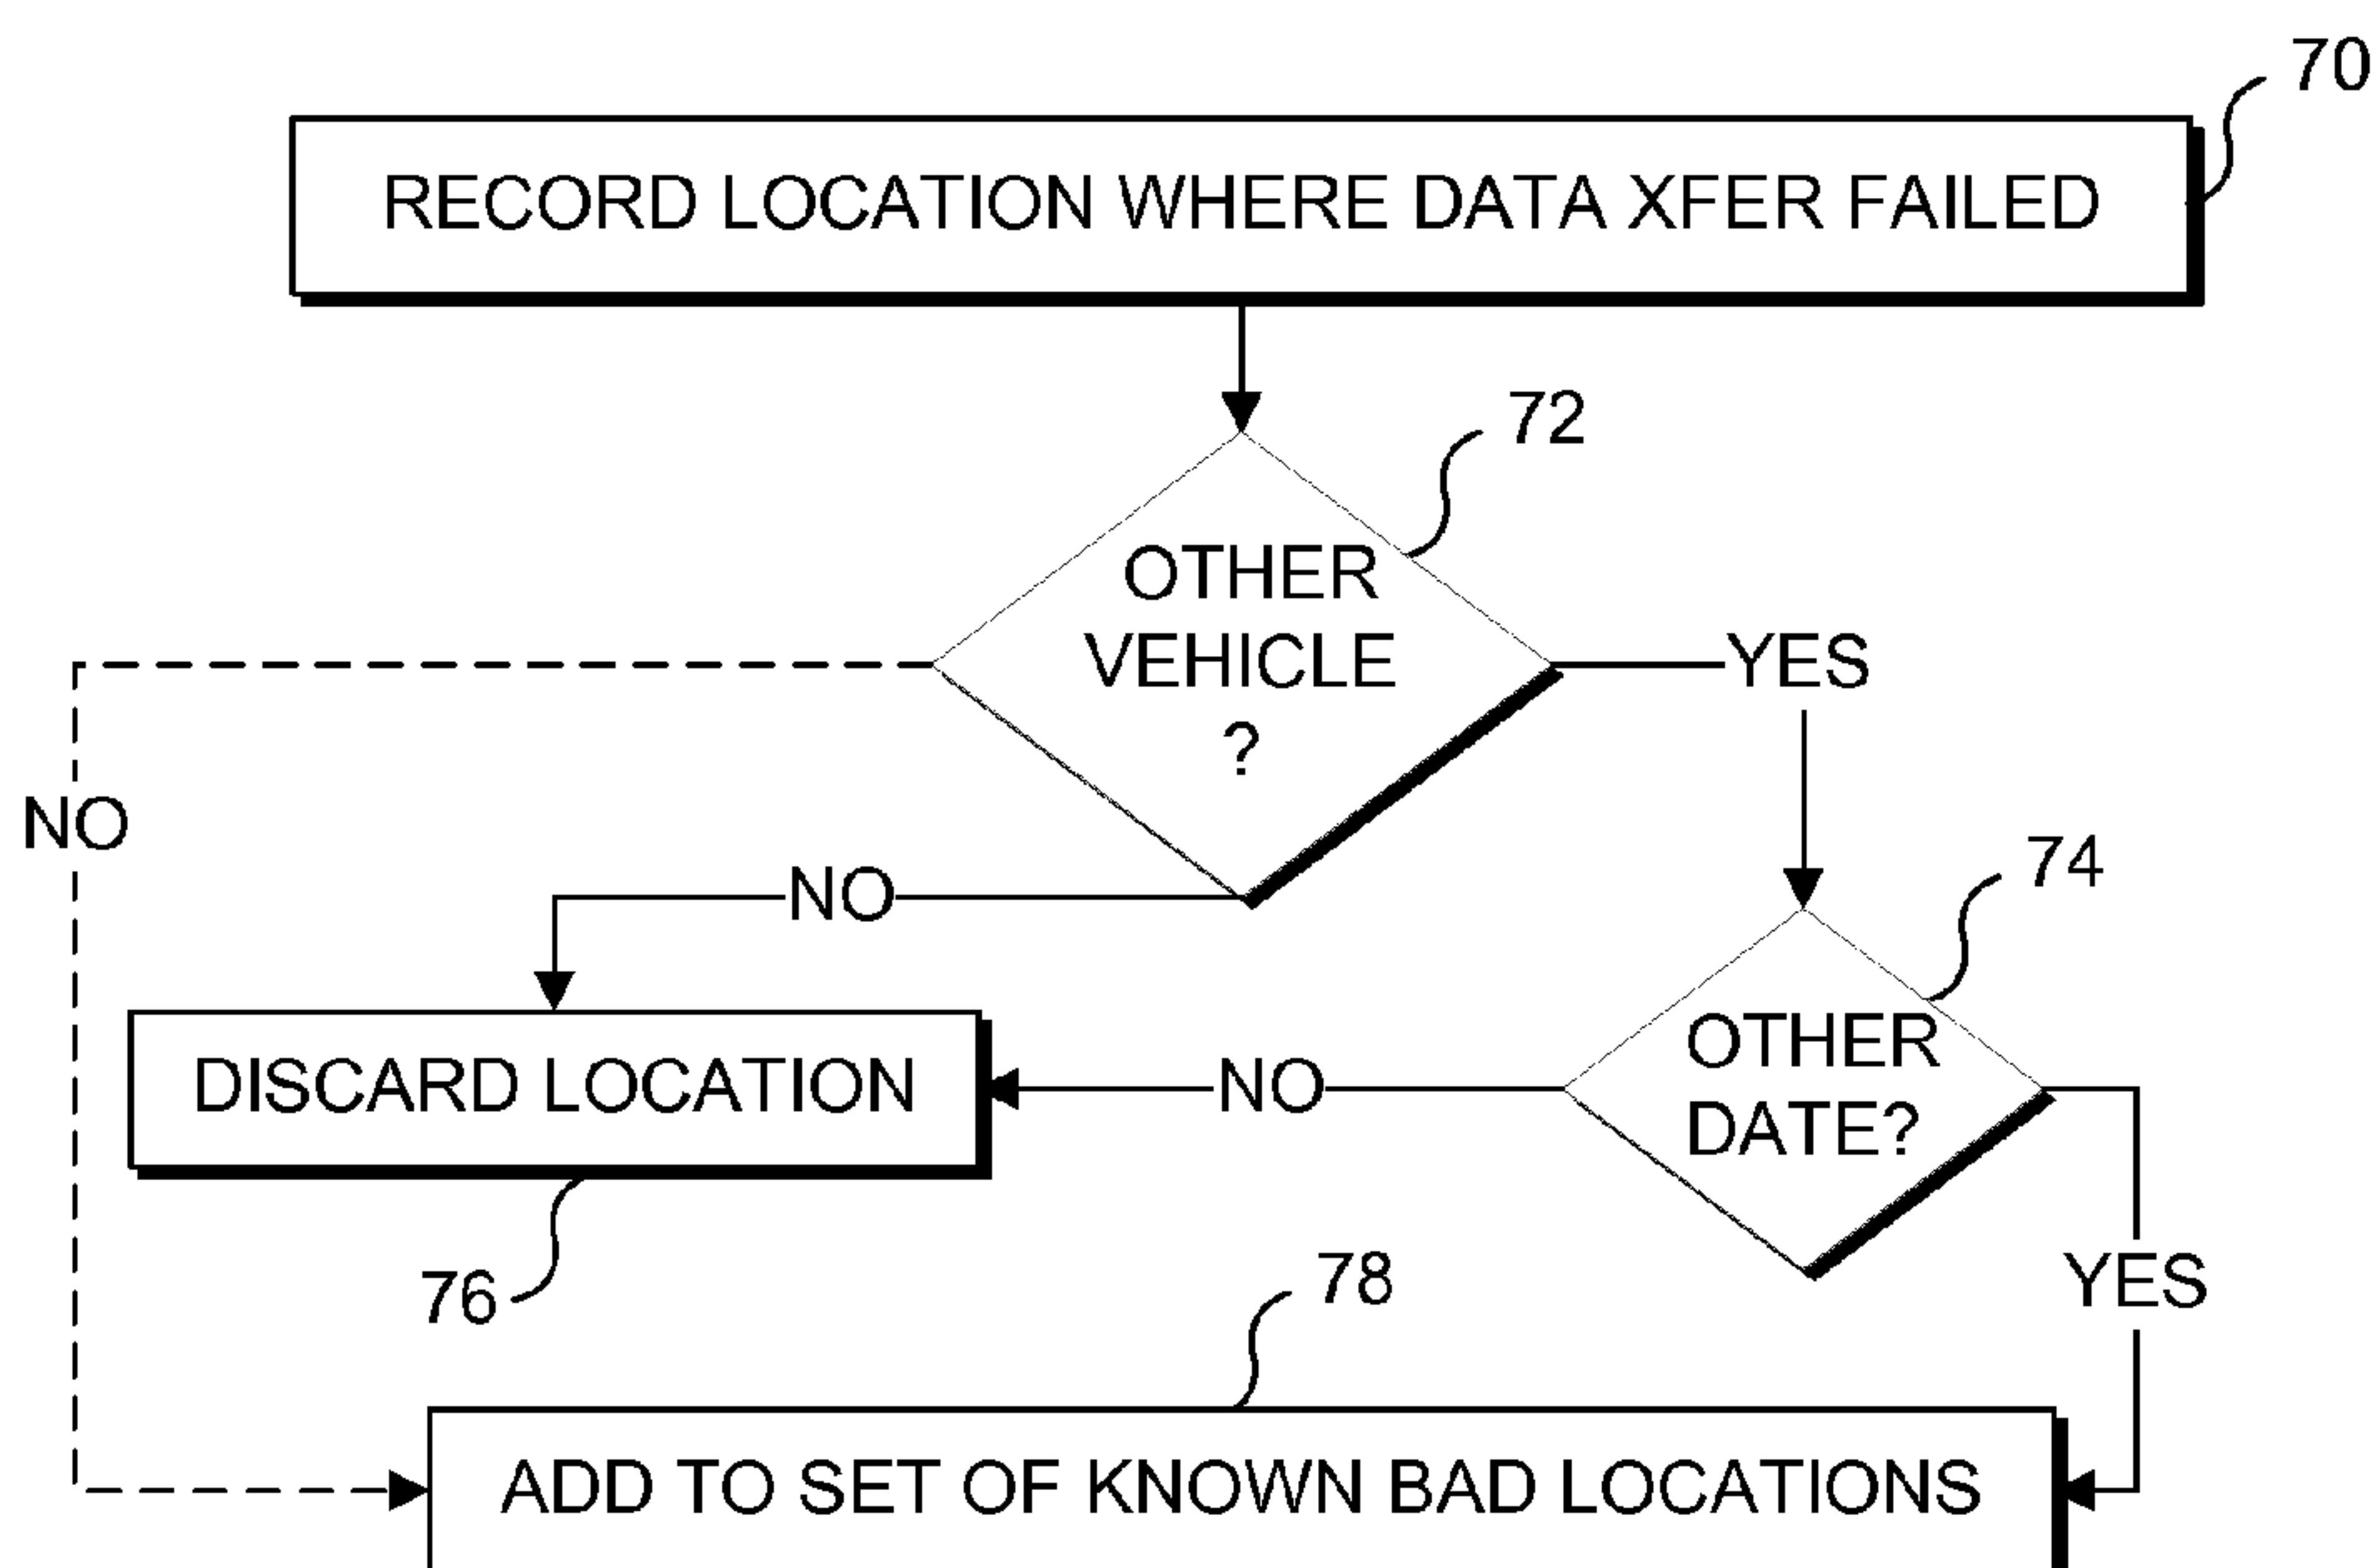 70
RECORD LOCATION WHERE DATA XFER FAILED
72
OTHER
VEHICLE
?
YES
NO
NO
74
OTHER
DATE?
DISCARD LOCATION
NO
76
78
YES
ADD TO SET OF KNOWN BAD LOCATIONS